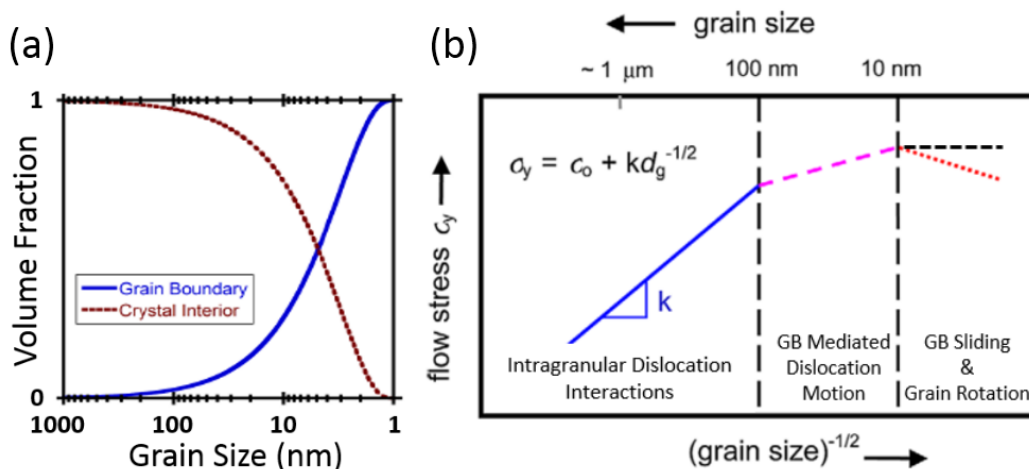 (a)
1
0
Volume Fraction
Grain Boundary
Crystal Interior
1000 100 10 1
Grain Size (nm)
(b)
← grain size
~ 1 μm 100 nm 10 nm
σy = σo + kdg-1/2
flow stress σy →
k
Intragranular Dislocation
Interactions
GB Mediated
Dislocation
Motion
GB Sliding
&
Grain Rotation
(grain size)-1/2 →